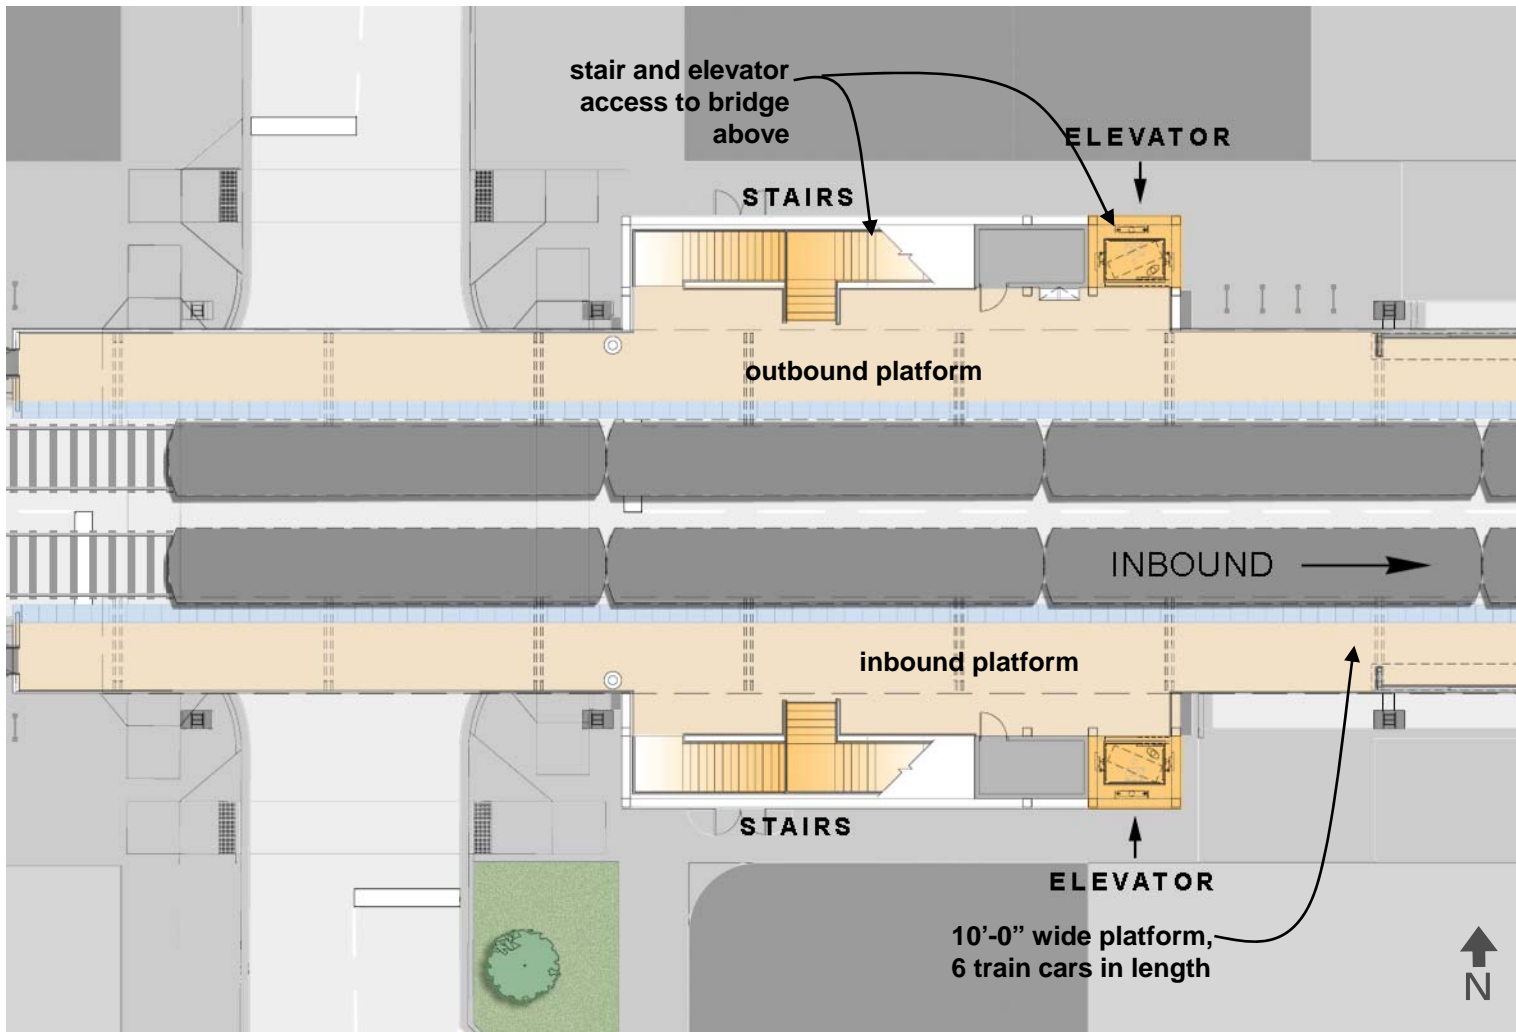 stair and elevator
access to bridge
above
ELEVATOR
STAIRS
outbound platform
INBOUND
inbound platform
STAIRS
ELEVATOR
10’-0” wide platform,
6 train cars in length
N